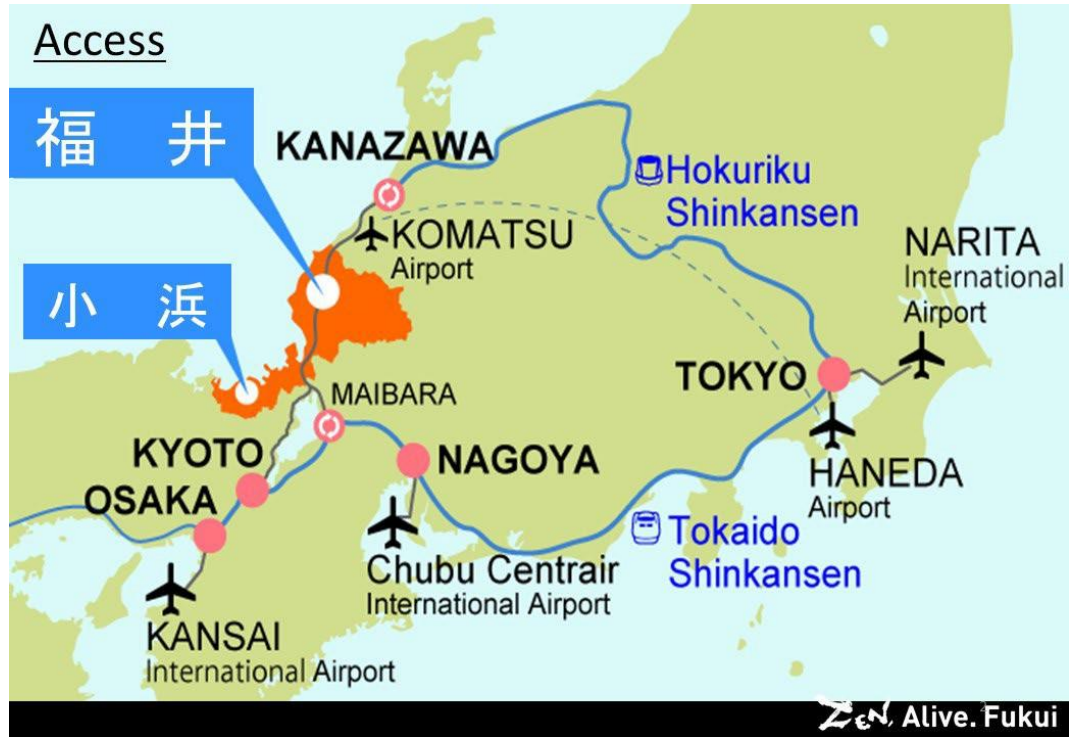 Access
福 井
KANAZAWA
Hokuriku
Shinkansen
KOMATSU
Airport
NARITA
International
Airport
小 浜
TOKYO
MAIBARA
KYOTO
NAGOYA
OSAKA
HANEDA
Airport
Tokaido
Shinkansen
Chubu Centrair
International Airport
KANSAI
International Airport
ZEN, Alive. Fukui